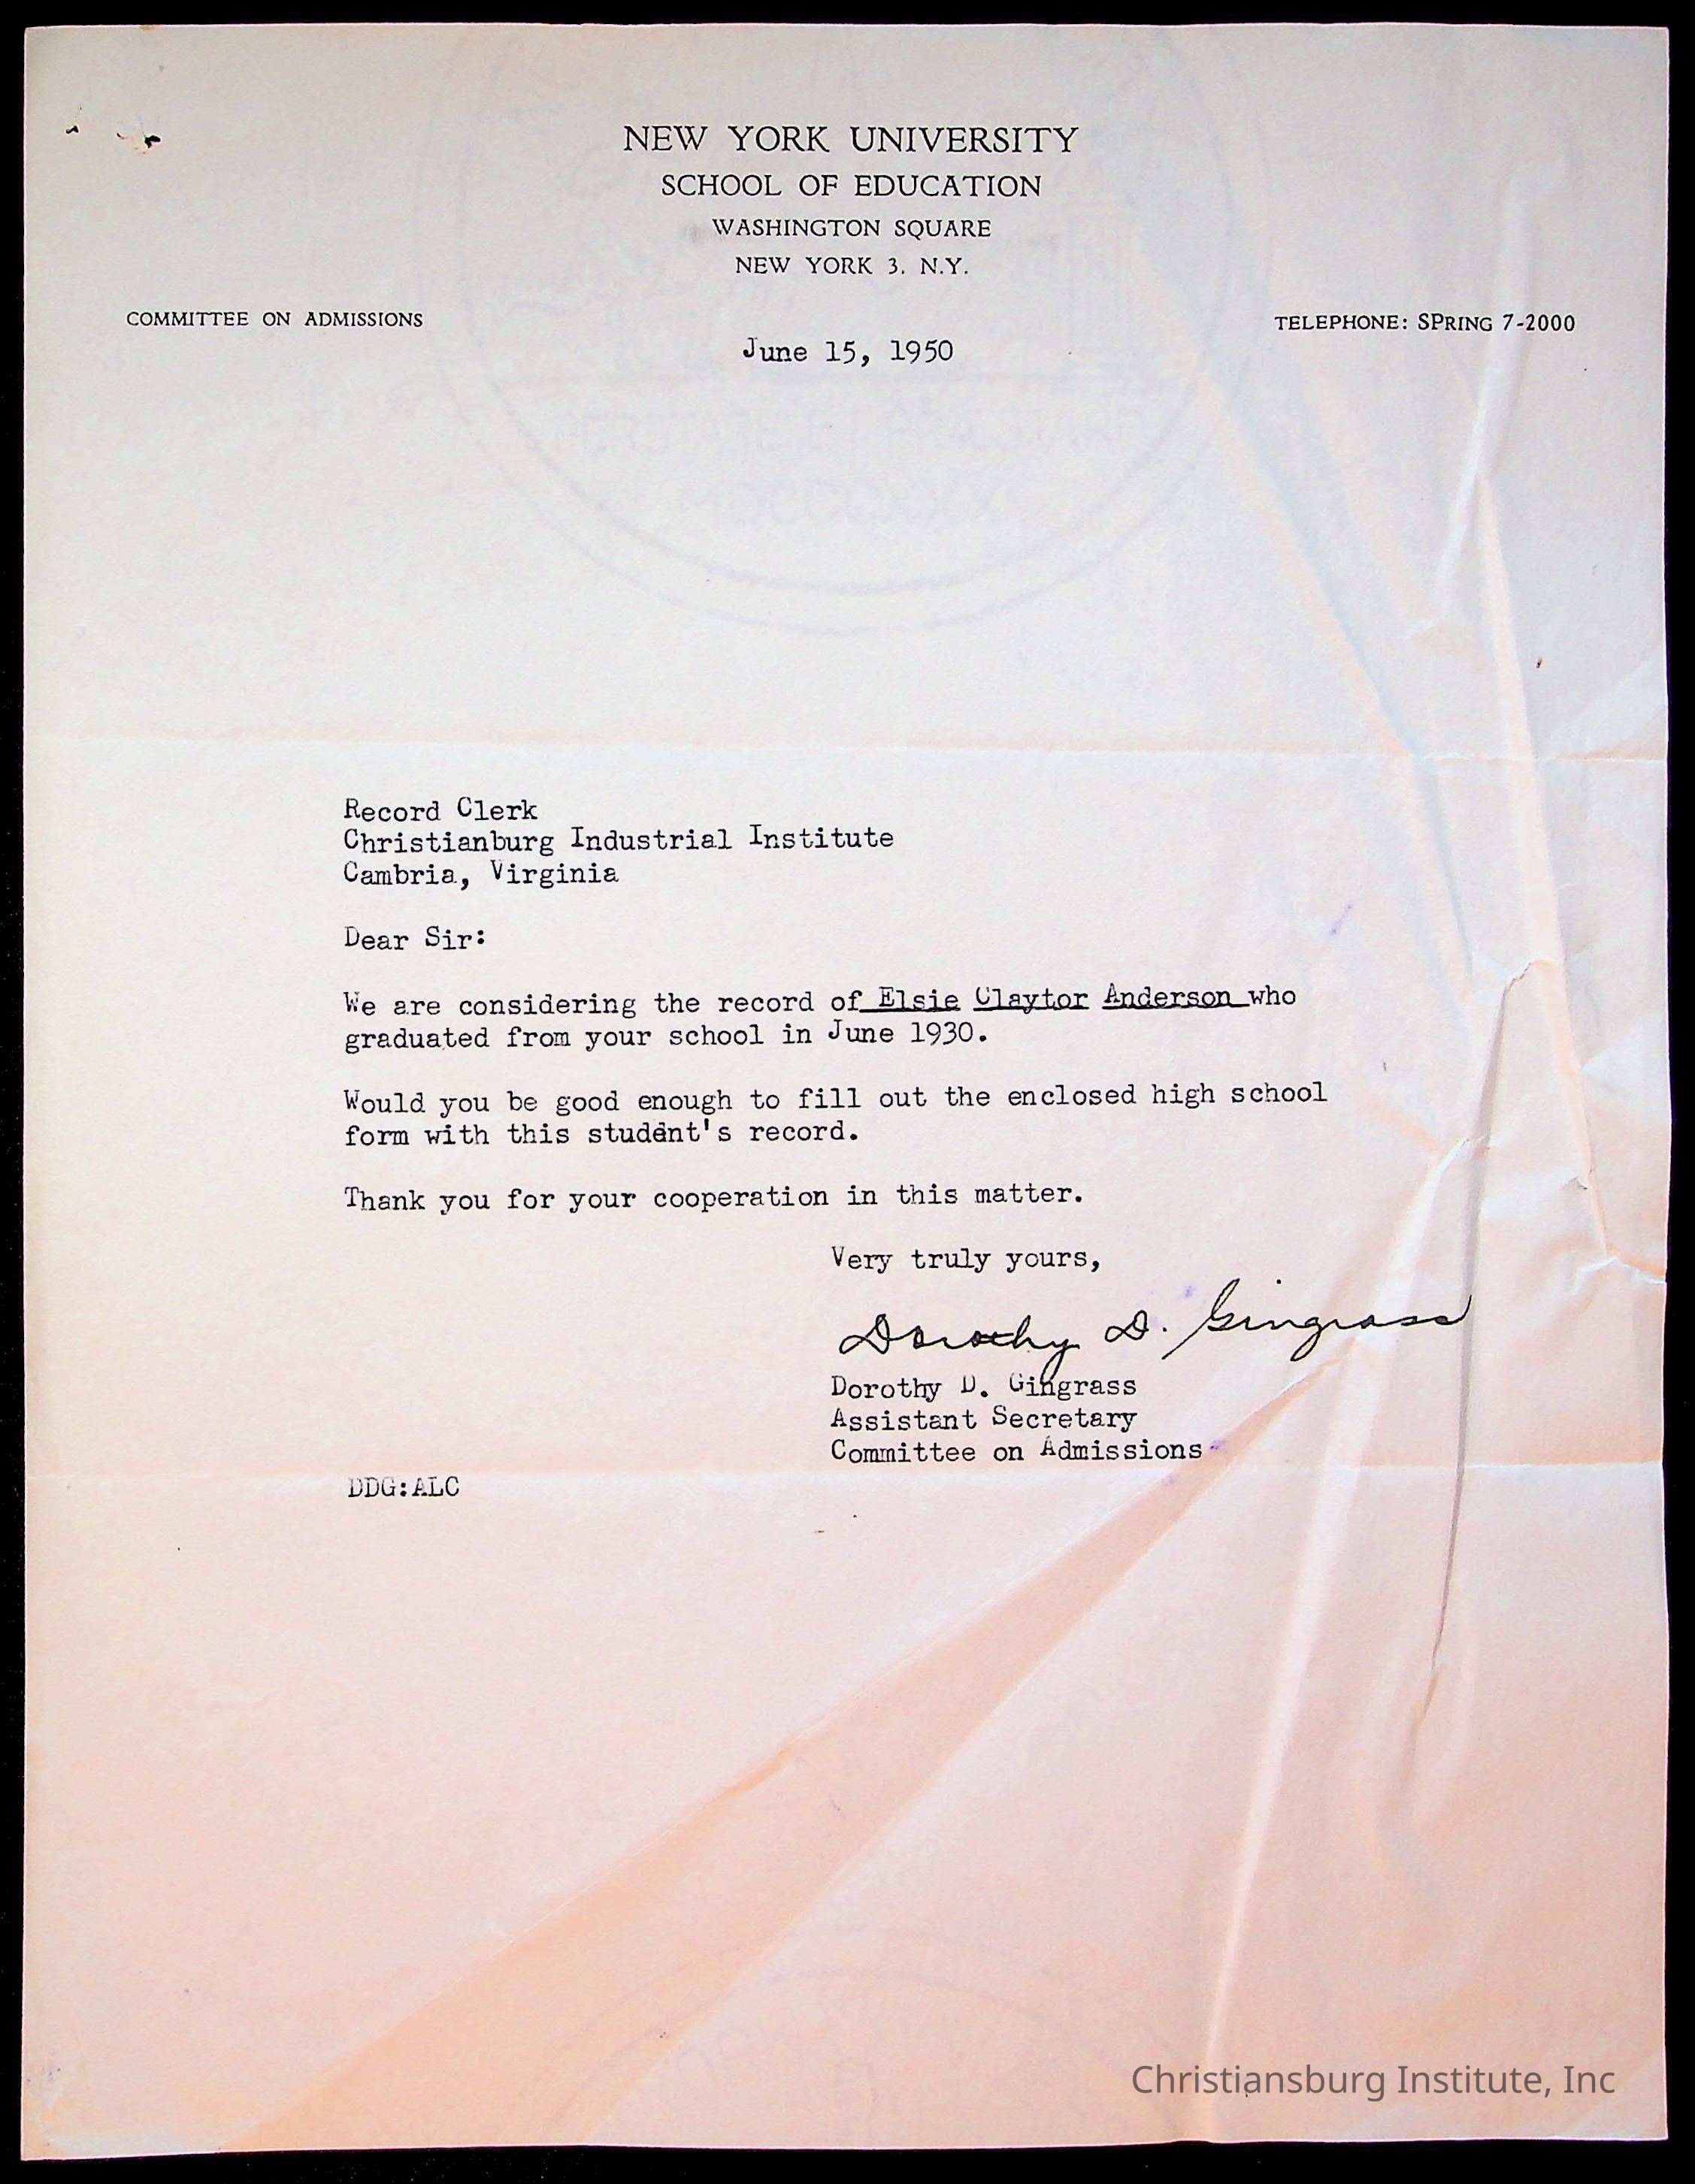 NEW YORK UNIVERSITY
SCHOOL OF EDUCATION
WASHINGTON SQUARE
NEW YORK 3. N.Y.
COMMITTEE ON ADMISSIONS
TELEPHONE: SPRING 7-2000
June 15, 1950
Record Clerk
Christianburg Industrial Institute
Cambria, Virginia
Dear Sir:
We are considering the record of Elsie Claytor Anderson who
graduated from your school in June 1930.
Would you be good enough to fill out the enclosed high school
form with this student's record.
Thank you for your cooperation in this matter.
Very truly yours,
Dorothy D. Gingrass
Dorothy D. Gingrass
Assistant Secretary
Committee on Admissions
DDG:ALC
Christiansburg Institute, Inc